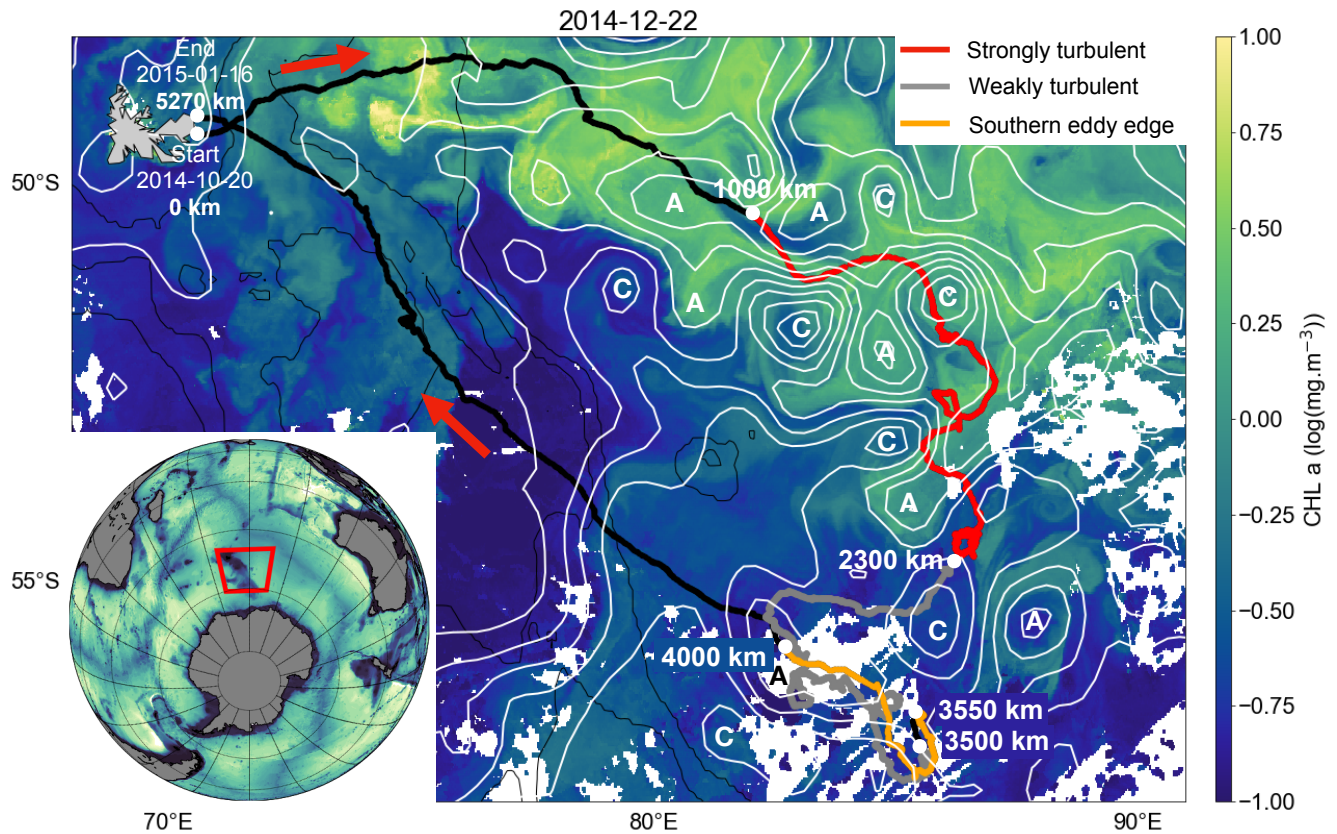 2014-12-22
End
2015-01-16
5270 km
Start
2014-10-20
0 km
Strongly turbulent
Weakly turbulent
Southern eddy edge
1000 km
A
A
C
C
A
C
C
A
C
A
2300 km
C
A
4000 km
A
C
3550 km
3500 km
50°S
55°S
70°E
80°E
90°E
1.00
0.75
0.50
0.25
0.00
−0.25
−0.50
−0.75
−1.00
CHL a (log(mg.m−3))